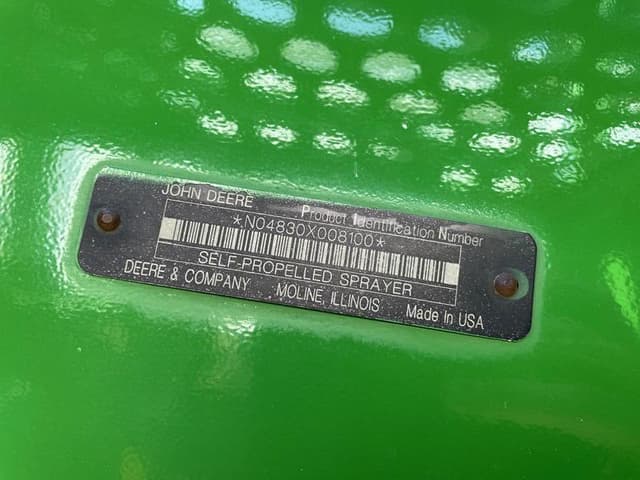 JOHN DEERE Product Identification Number
*N04830X008100*
SELF-PROPELLED SPRAYER
DEERE & COMPANY MOLINE, ILLINOIS Made In USA